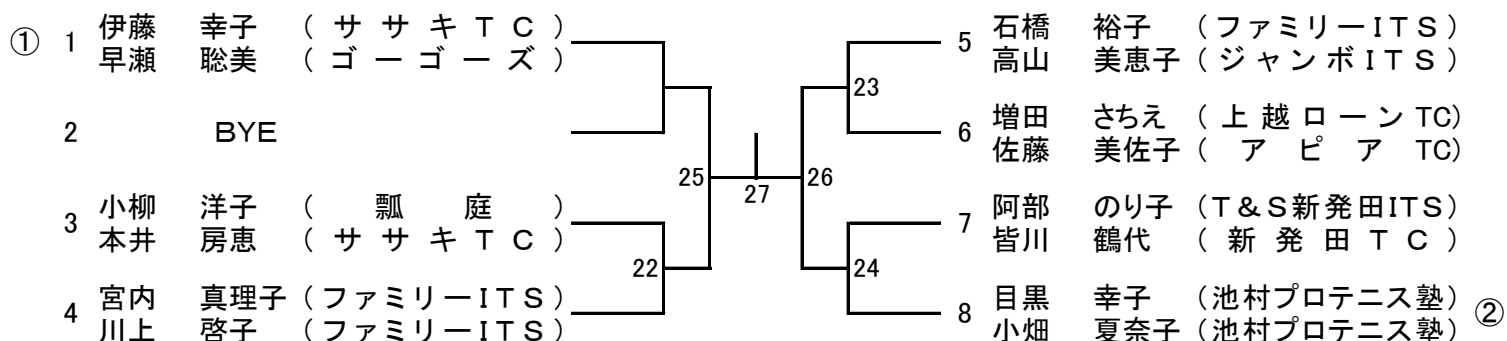 ① 1 伊藤 幸子 (ササキTC)
早瀬 聡美 (ゴーゴーズ)
2 BYE
3 小柳 洋子 (瓢庭)
本井 房恵 (ササキTC)
4 宮内 真理子 (ファミリーITS)
川上 啓子 (ファミリーITS)
22
25
27
26
23
24
5 石橋 裕子 (ファミリーITS)
高山 美恵子 (ジャンボITS)
6 増田 さちえ (上越ローンTC)
佐藤 美佐子 (アピアTC)
7 阿部 のり子 (T&S新発田ITS)
皆川 鶴代 (新発田TC)
8 目黒 幸子 (池村プロテニス塾) ②
小畑 夏奈子 (池村プロテニス塾)